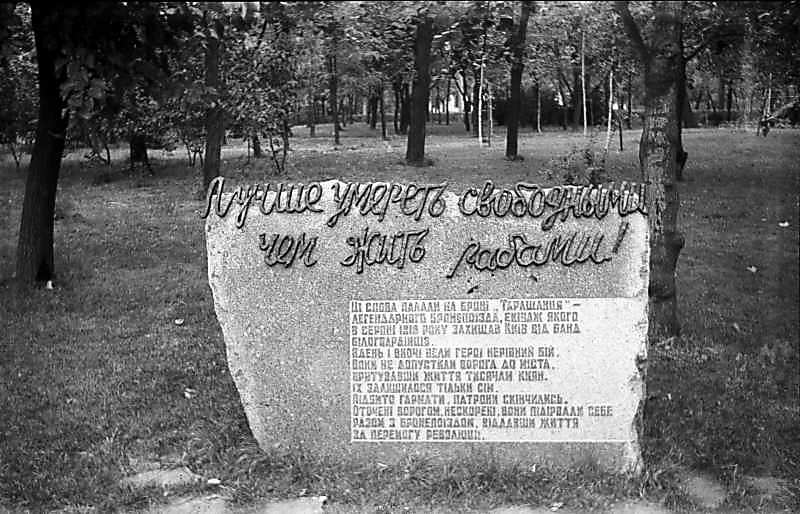 Лучше умереть свободными
чем жить рабами!
Ці слова палали на броні „Таращанця" –
легендарного бронепоїзда, екіпаж якого
в серпні 1919 року захищав Київ від банд
білогвардійців.
Вдень і вночі вели герої нерівний бій.
Вони не допустили ворога до міста,
врятувавши життя тисячам киян.
Їх залишилося тільки сім.
Підбито гармати, патрони скінчились.
Оточені ворогом, нескорені, вони підірвали себе
разом з бронепоїздом, віддавши життя
за перемогу революції.